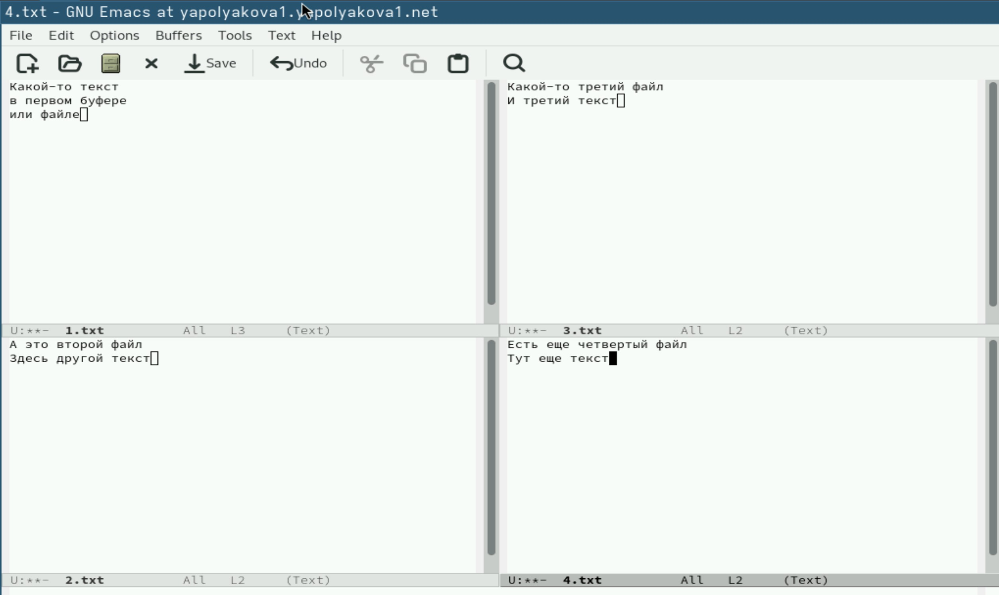 4.txt - GNU Emacs at yapolyakova1.yapolyakova1.net
File Edit Options Buffers Tools Text Help
Save Undo
Какой-то текст
в первом буфере
или файле
U:**- 1.txt All L3 (Text)
Какой-то третий файл
И третий текст
U:**- 3.txt All L2 (Text)
А это второй файл
Здесь другой текст
U:**- 2.txt All L2 (Text)
Есть еще четвертый файл
Тут еще текст
U:**- 4.txt All L2 (Text)